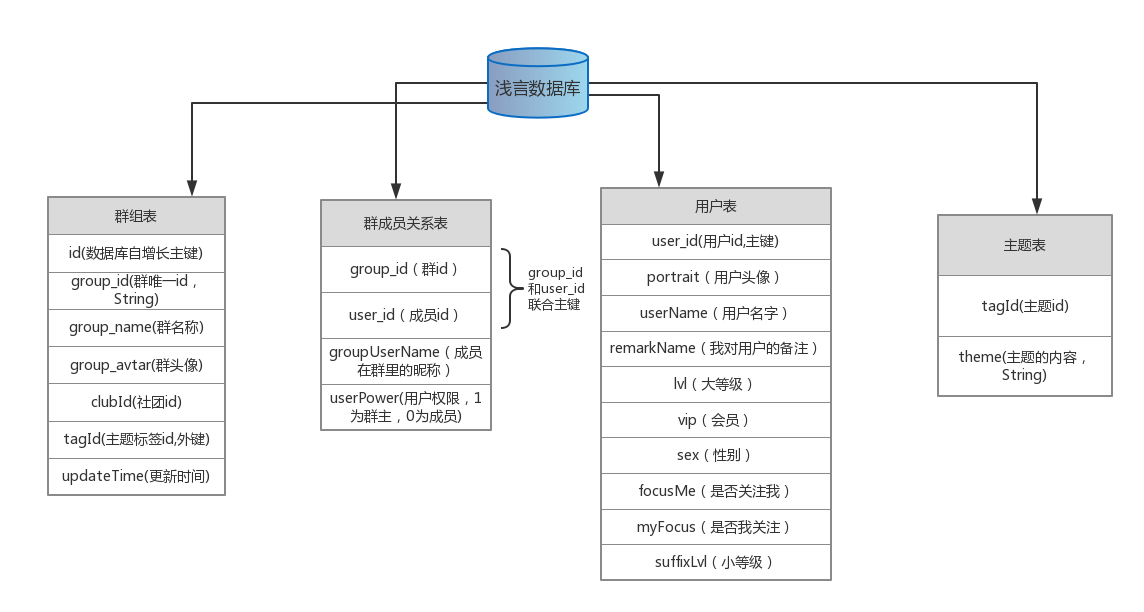 浅言数据库
群组表
id(数据库自增长主键)
group_id(群唯一id，
String)
group_name(群名称)
group_avtar(群头像)
clubId(社团id)
tagId(主题标签id,外键)
updateTime(更新时间)
群成员关系表
group_id（群id）
user_id（成员id）
groupUserName（成员
在群里的昵称）
userPower(用户权限，1
为群主，0为成员)
group_id
和user_id
联合主键
用户表
user_id(用户id,主键)
portrait（用户头像）
userName（用户名字）
remarkName（我对用户的备注）
lvl（大等级）
vip（会员）
sex（性别）
focusMe（是否关注我）
myFocus（是否我关注）
suffixLvl（小等级）
主题表
tagId(主题id)
theme(主题的内容，
String)